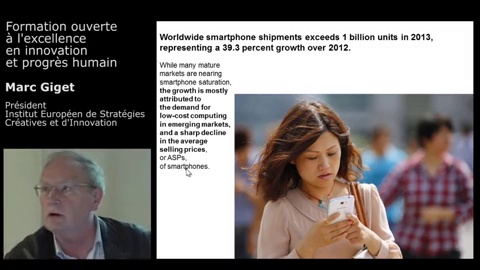 Formation ouverte
à l'excellence
en innovation
et progrès humain
Marc Giget
Président
Institut Européen de Stratégies
Créatives et d'Innovation
Worldwide smartphone shipments exceeds 1 billion units in 2013,
representing a 39.3 percent growth over 2012.
While many mature
markets are nearing
smartphone saturation,
the growth is mostly
attributed to
the demand for
low-cost computing
in emerging markets,
and a sharp decline
in the average
selling prices,
or ASPs,
of smartphones.